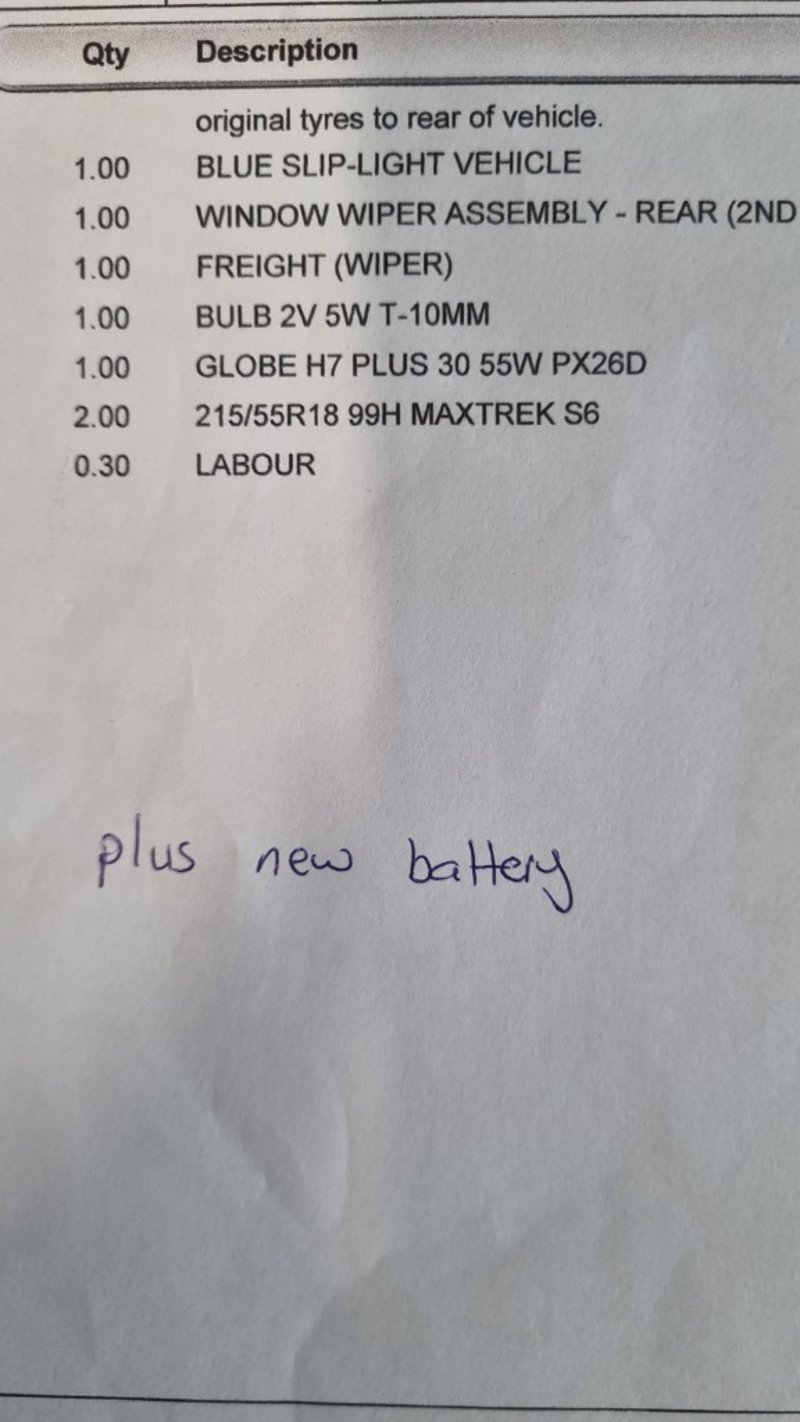 Qty Description
original tyres to rear of vehicle.
1.00 BLUE SLIP-LIGHT VEHICLE
1.00 WINDOW WIPER ASSEMBLY - REAR (2ND
1.00 FREIGHT (WIPER)
1.00 BULB 2V 5W T-10MM
1.00 GLOBE H7 PLUS 30 55W PX26D
2.00 215/55R18 99H MAXTREK S6
0.30 LABOUR
plus new battery